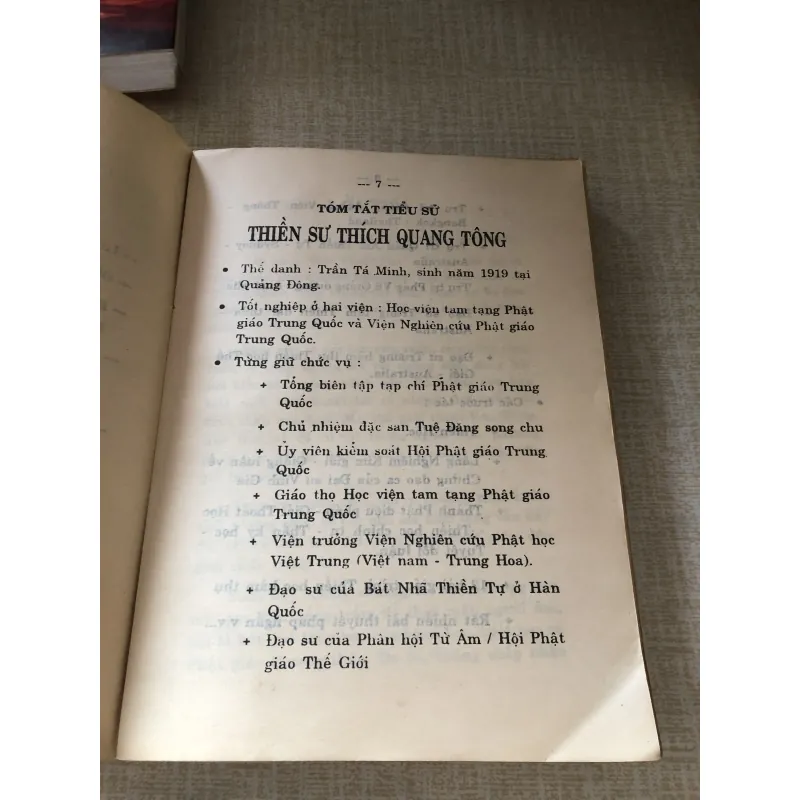 --- 7 ---
TÓM TẮT TIỂU SỬ
THIỀN SƯ THÍCH QUANG TÔNG
• Thế danh : Trần Tá Minh, sinh năm 1919 tại
Quảng Đông.
• Tốt nghiệp ở hai viện : Học viện tam tạng Phật
giáo Trung Quốc và Viện Nghiên cứu Phật giáo
Trung Quốc.
• Từng giữ chức vụ :
+ Tổng biên tập tạp chí Phật giáo Trung
Quốc
+ Chủ nhiệm đặc san Tuệ Đăng song chu
+ Ủy viên kiểm soát Hội Phật giáo Trung
Quốc
+ Giáo thọ Học viện tam tạng Phật giáo
Trung Quốc
+ Viện trưởng Viện Nghiên cứu Phật học
Việt Trung (Việt nam - Trung Hoa).
+ Đạo sư của Bát Nhã Thiền Tự ở Hàn
Quốc
+ Đạo sư của Phân hội Từ Âm / Hội Phật
giáo Thế Giới